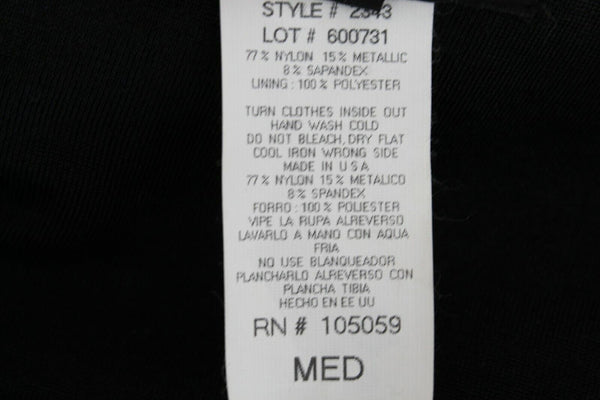 STYLE # 2343
LOT # 600731
77% NYLON 15% METALLIC
8% SAPANDEX
LINING : 100% POLYESTER
TURN CLOTHES INSIDE OUT
HAND WASH COLD
DO NOT BLEACH, DRY FLAT
COOL IRON WRONG SIDE
MADE IN U S A
77% NYLON 15% METALICO
8% SPANDEX
FORRO : 100% POLIESTER
VIPE LA RUPA ALREVERSO
LAVARLO A MANO CON AQUA
FRIA
NO USE BLANQUEADOR
PLANCHARLO ALREVERSO CON
PLANCHA TIBIA
HECHO EN EE UU
RN # 105059
MED